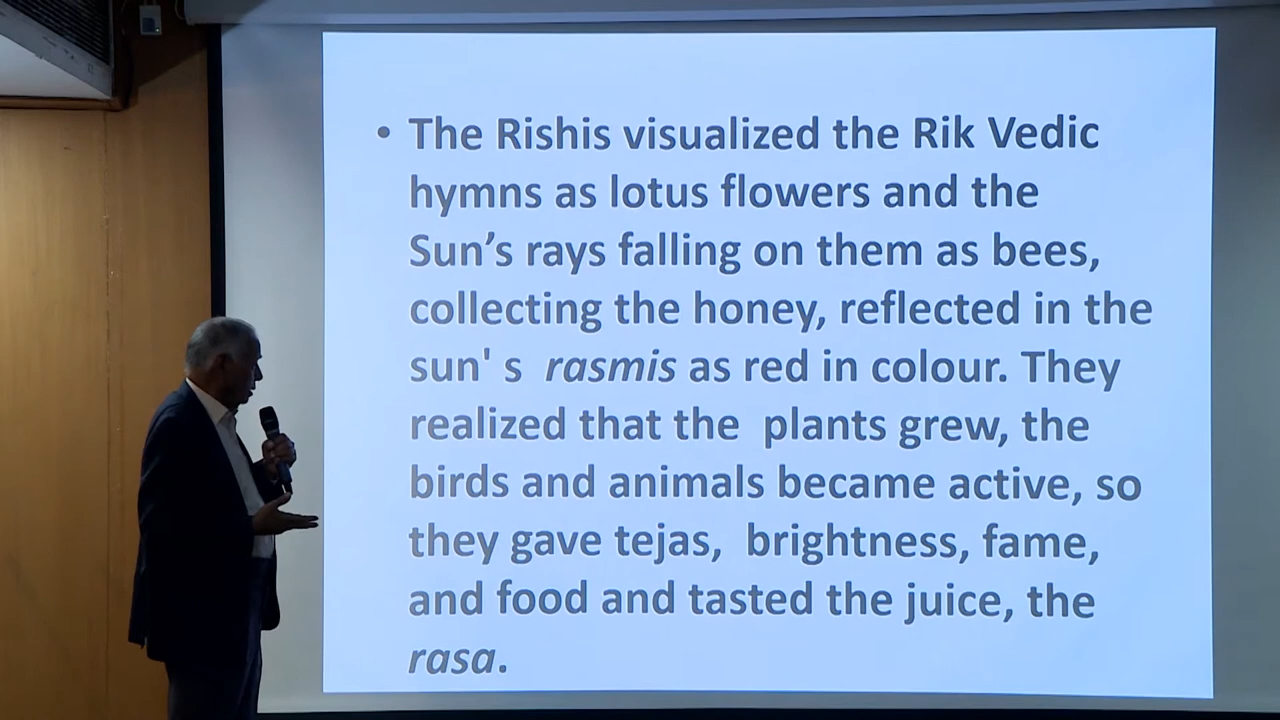 • The Rishis visualized the Rik Vedic
hymns as lotus flowers and the
Sun’s rays falling on them as bees,
collecting the honey, reflected in the
sun' s rasmis as red in colour. They
realized that the plants grew, the
birds and animals became active, so
they gave tejas, brightness, fame,
and food and tasted the juice, the
rasa.